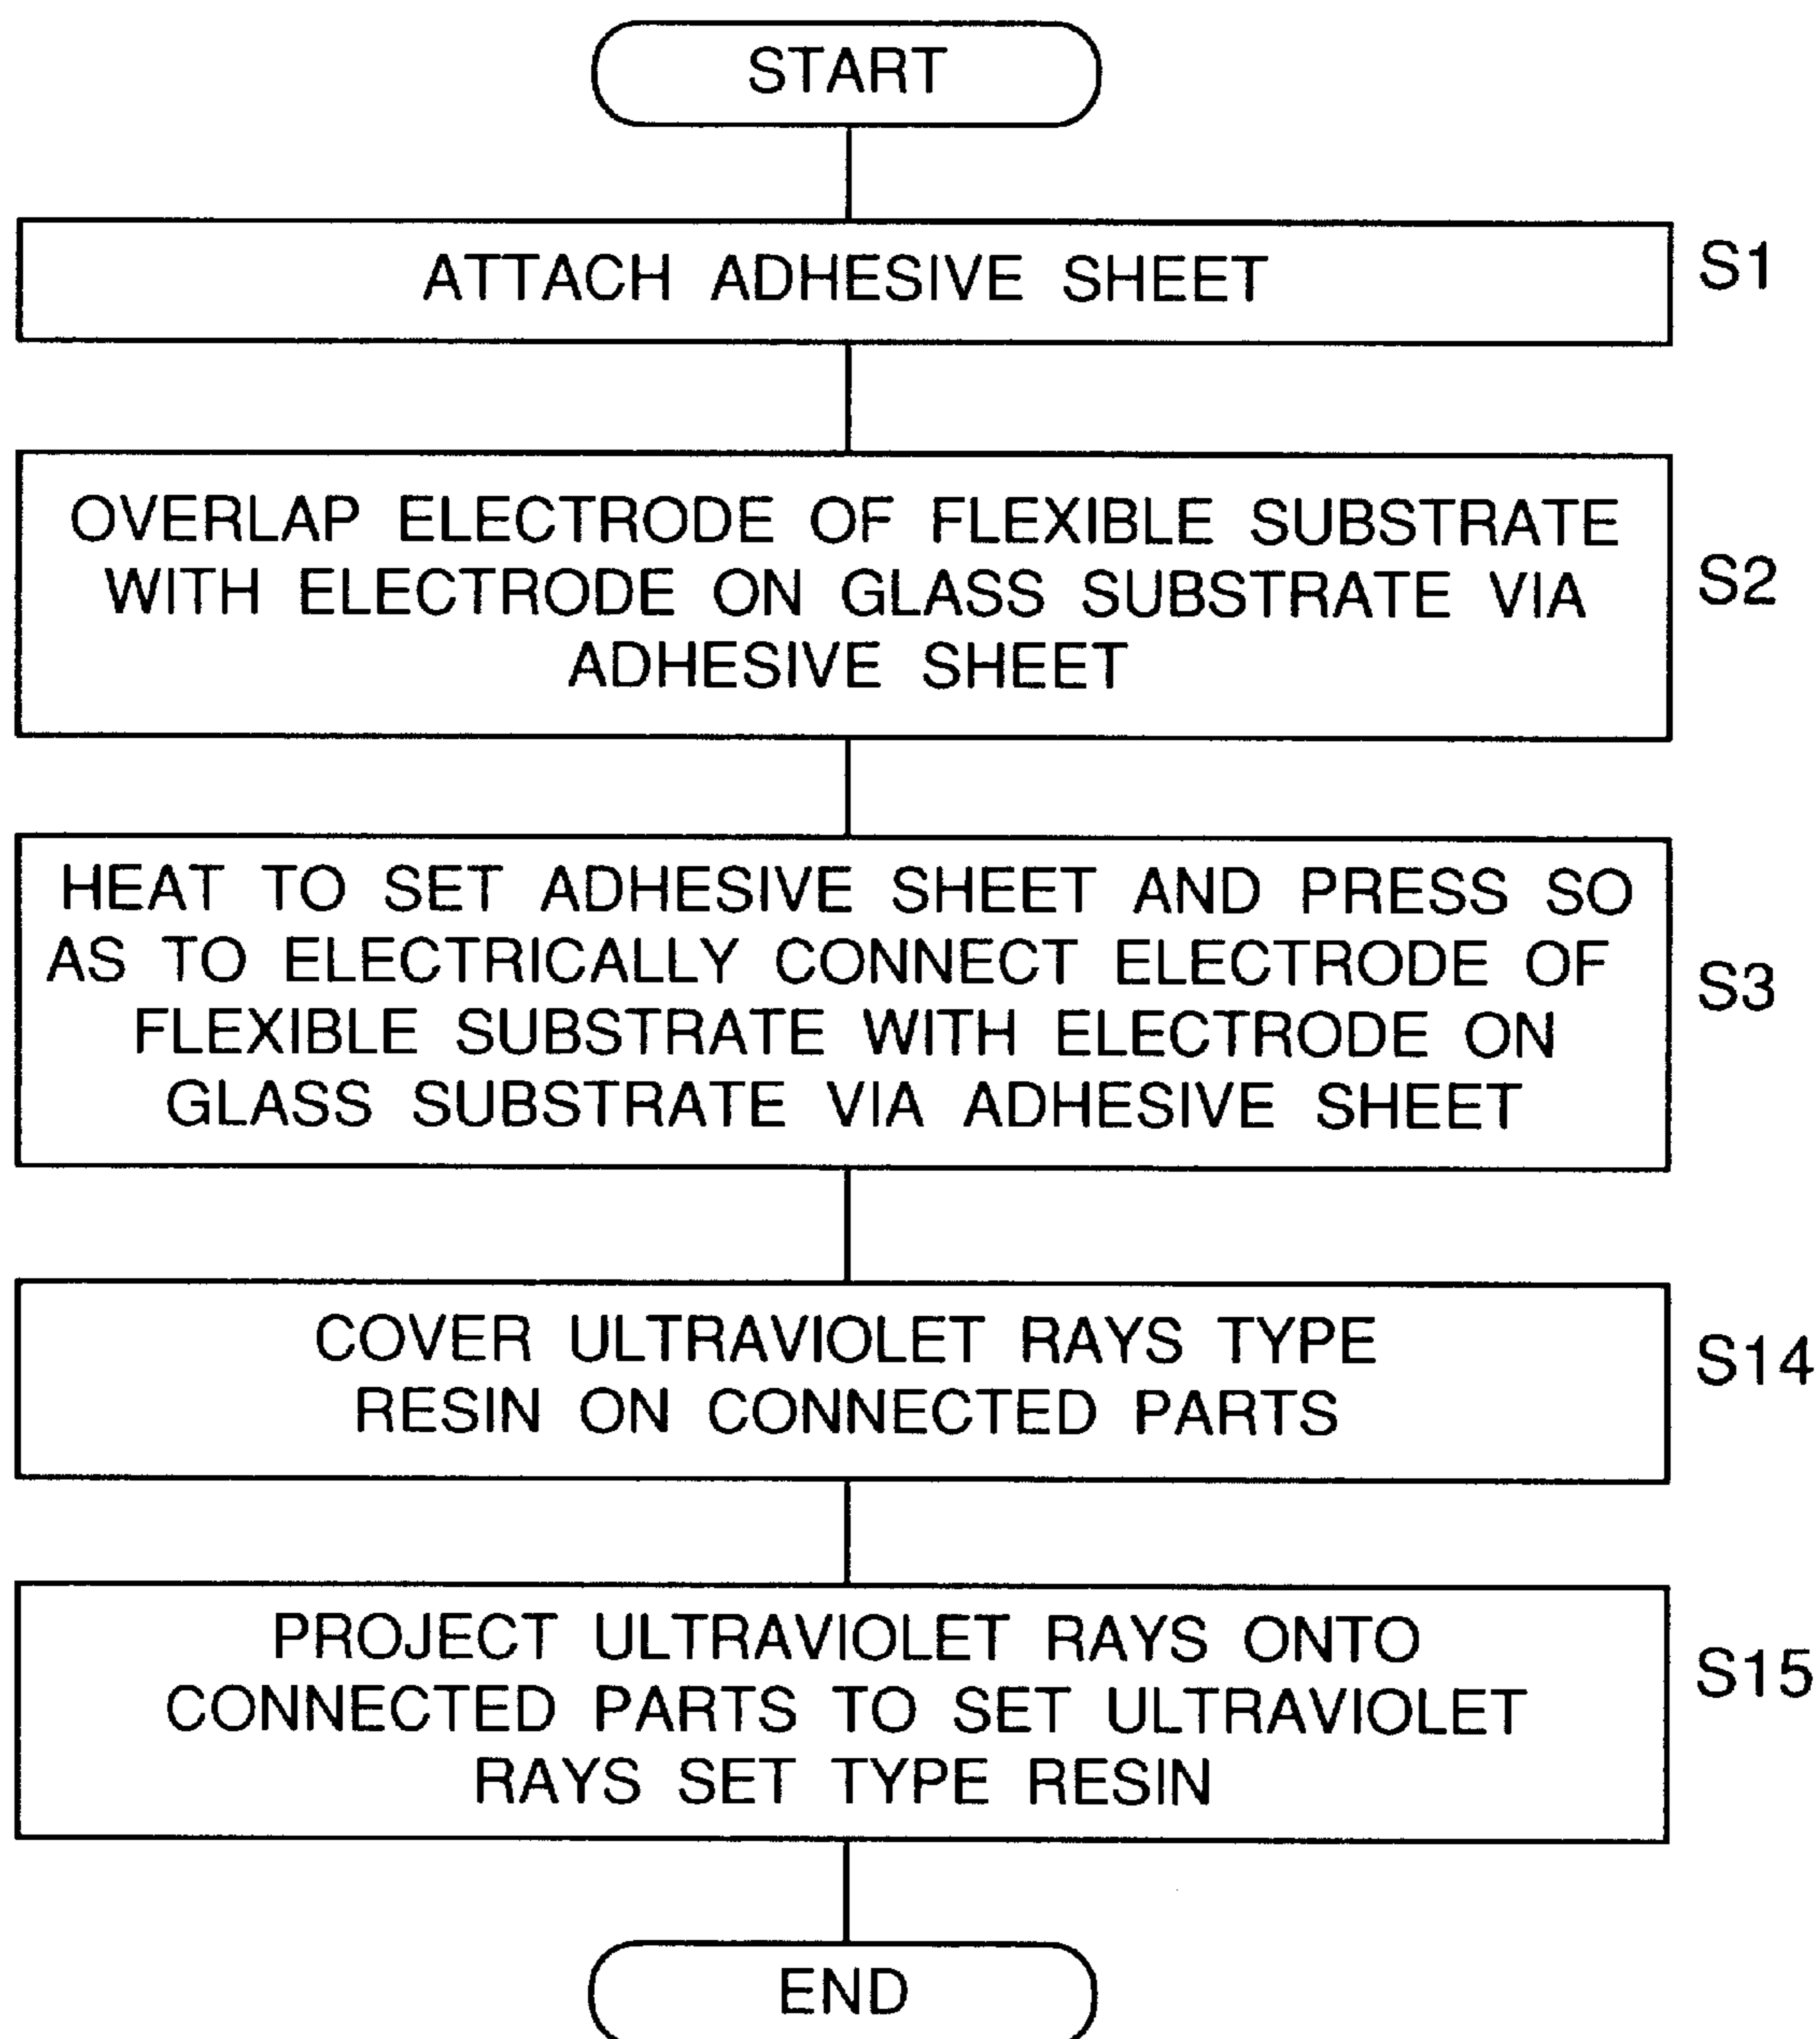 START
ATTACH ADHESIVE SHEET
S1
OVERLAP ELECTRODE OF FLEXIBLE SUBSTRATE
WITH ELECTRODE ON GLASS SUBSTRATE VIA
ADHESIVE SHEET
S2
HEAT TO SET ADHESIVE SHEET AND PRESS SO
AS TO ELECTRICALLY CONNECT ELECTRODE OF
FLEXIBLE SUBSTRATE WITH ELECTRODE ON
GLASS SUBSTRATE VIA ADHESIVE SHEET
S3
COVER ULTRAVIOLET RAYS TYPE
RESIN ON CONNECTED PARTS
S14
PROJECT ULTRAVIOLET RAYS ONTO
CONNECTED PARTS TO SET ULTRAVIOLET
RAYS SET TYPE RESIN
S15
END